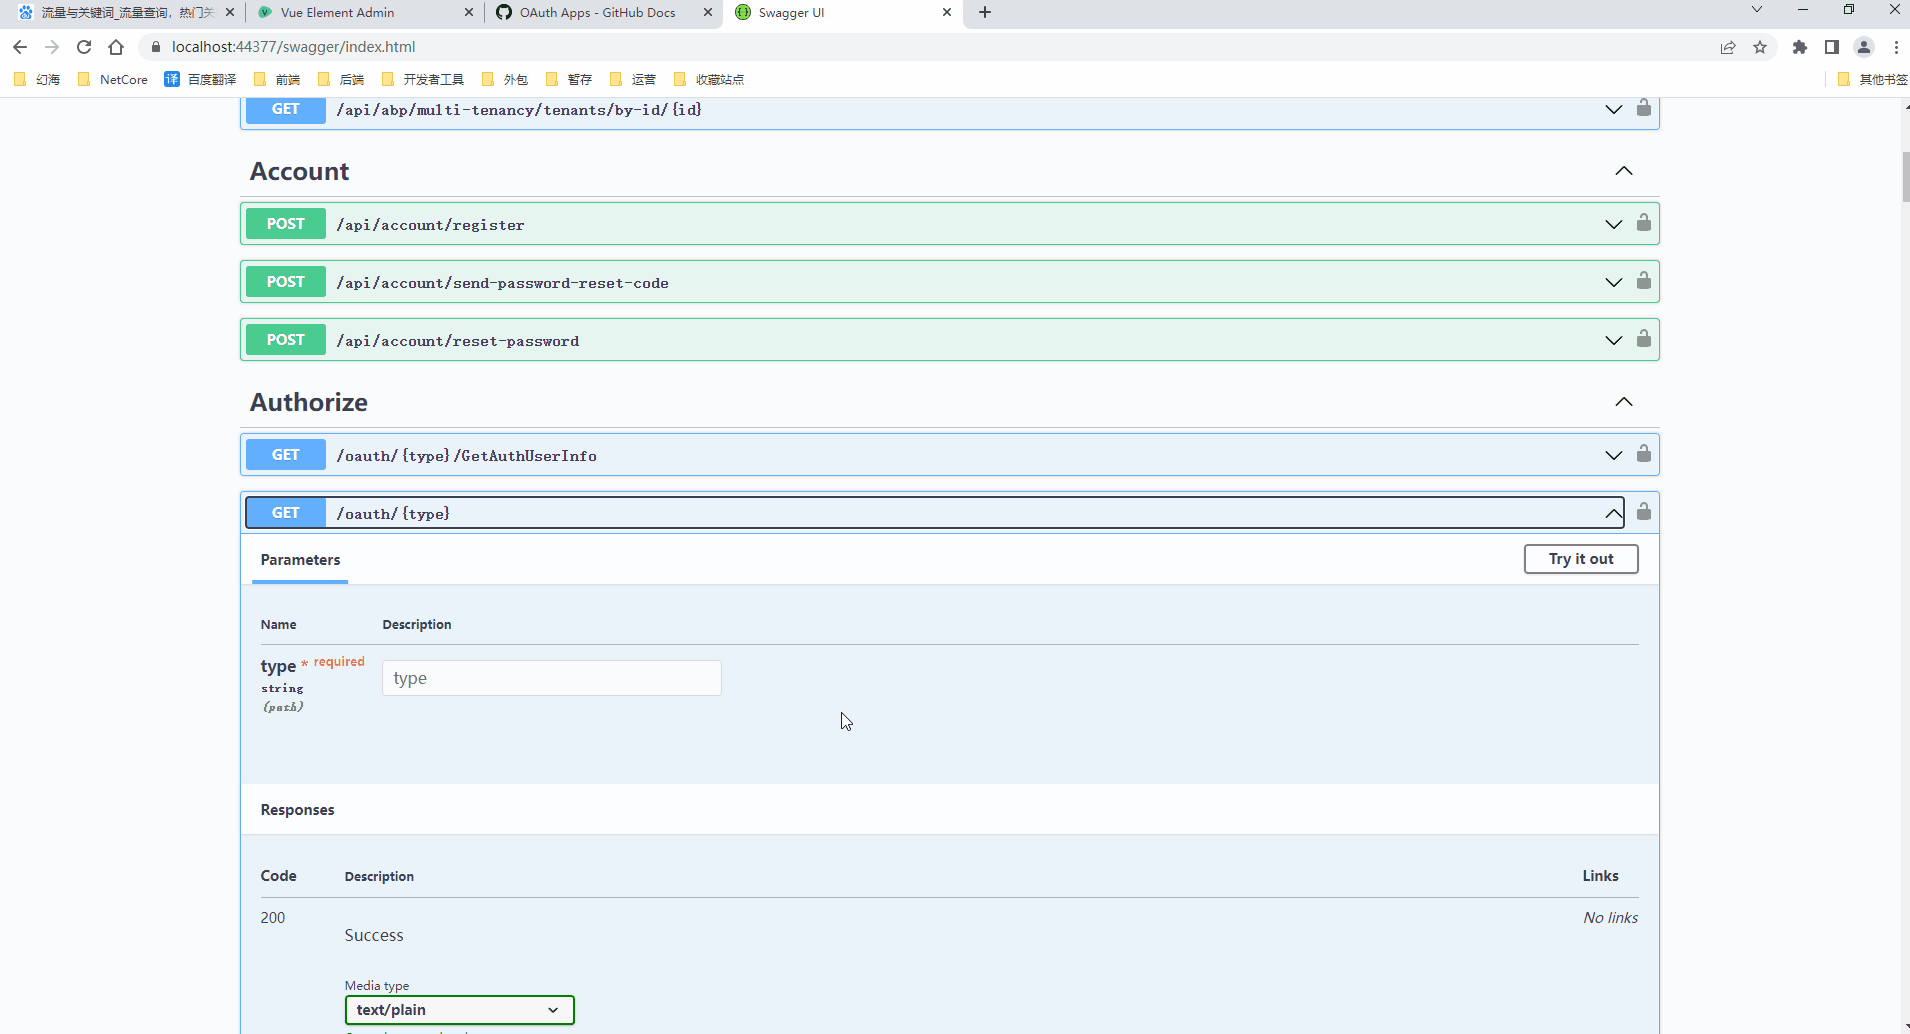 流量与关键词_流量查询，热门关
Vue Element Admin
OAuth Apps - GitHub Docs
Swagger UI
localhost:44377/swagger/index.html
幻海
NetCore
译 百度翻译
前端
后端
开发者工具
外包
暂存
运营
收藏站点
其他书签
GET /api/abp/multi-tenancy/tenants/by-id/{id}
Account
POST /api/account/register
POST /api/account/send-password-reset-code
POST /api/account/reset-password
Authorize
GET /oauth/{type}/GetAuthUserInfo
GET /oauth/{type}
Parameters
Try it out
Name Description
type * required
string
(path)
type
Responses
Code Description Links
200
Success
No links
Media type
text/plain